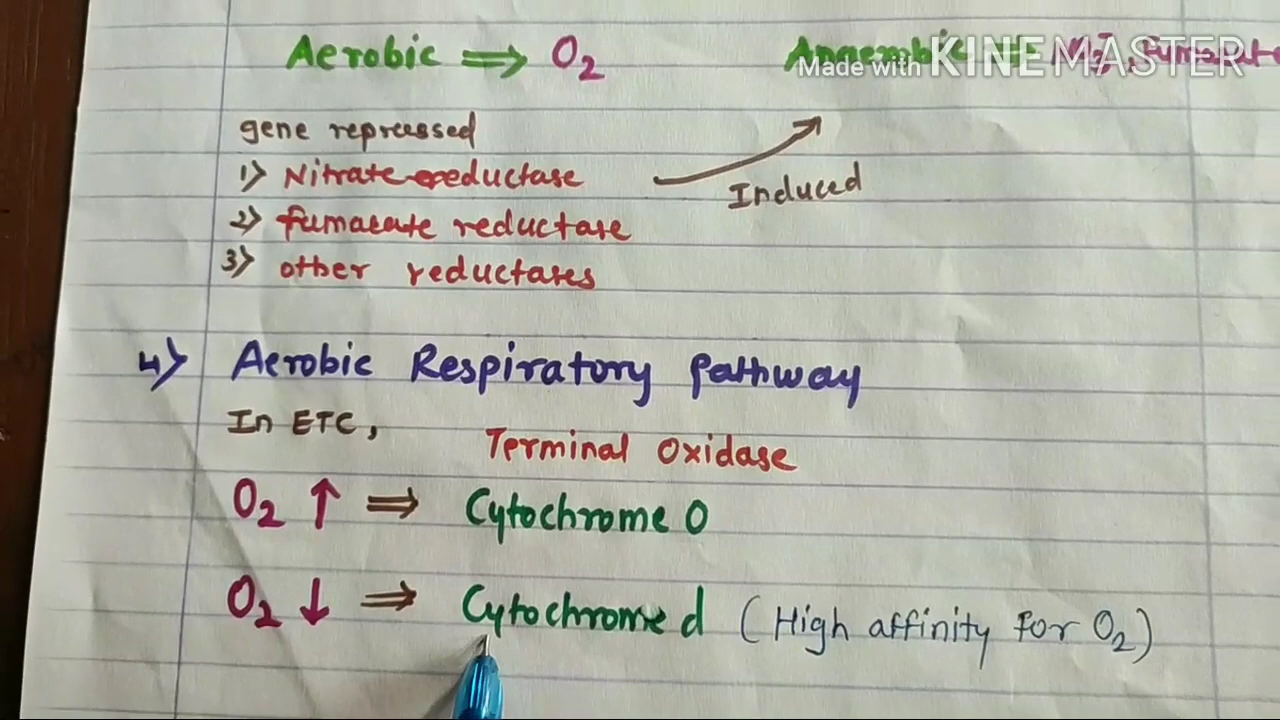 Aerobic ⇒ O₂
Made with KINEMASTER
gene repressed
1) Nitrate reductase
Induced
2) fumarate reductase
3) other reductases
4) Aerobic Respiratory Pathway
In ETC,
Terminal Oxidase
O₂ ↑ ⇒ Cytochrome O
O₂ ↓ ⇒ Cytochrome d (High affinity for O₂)